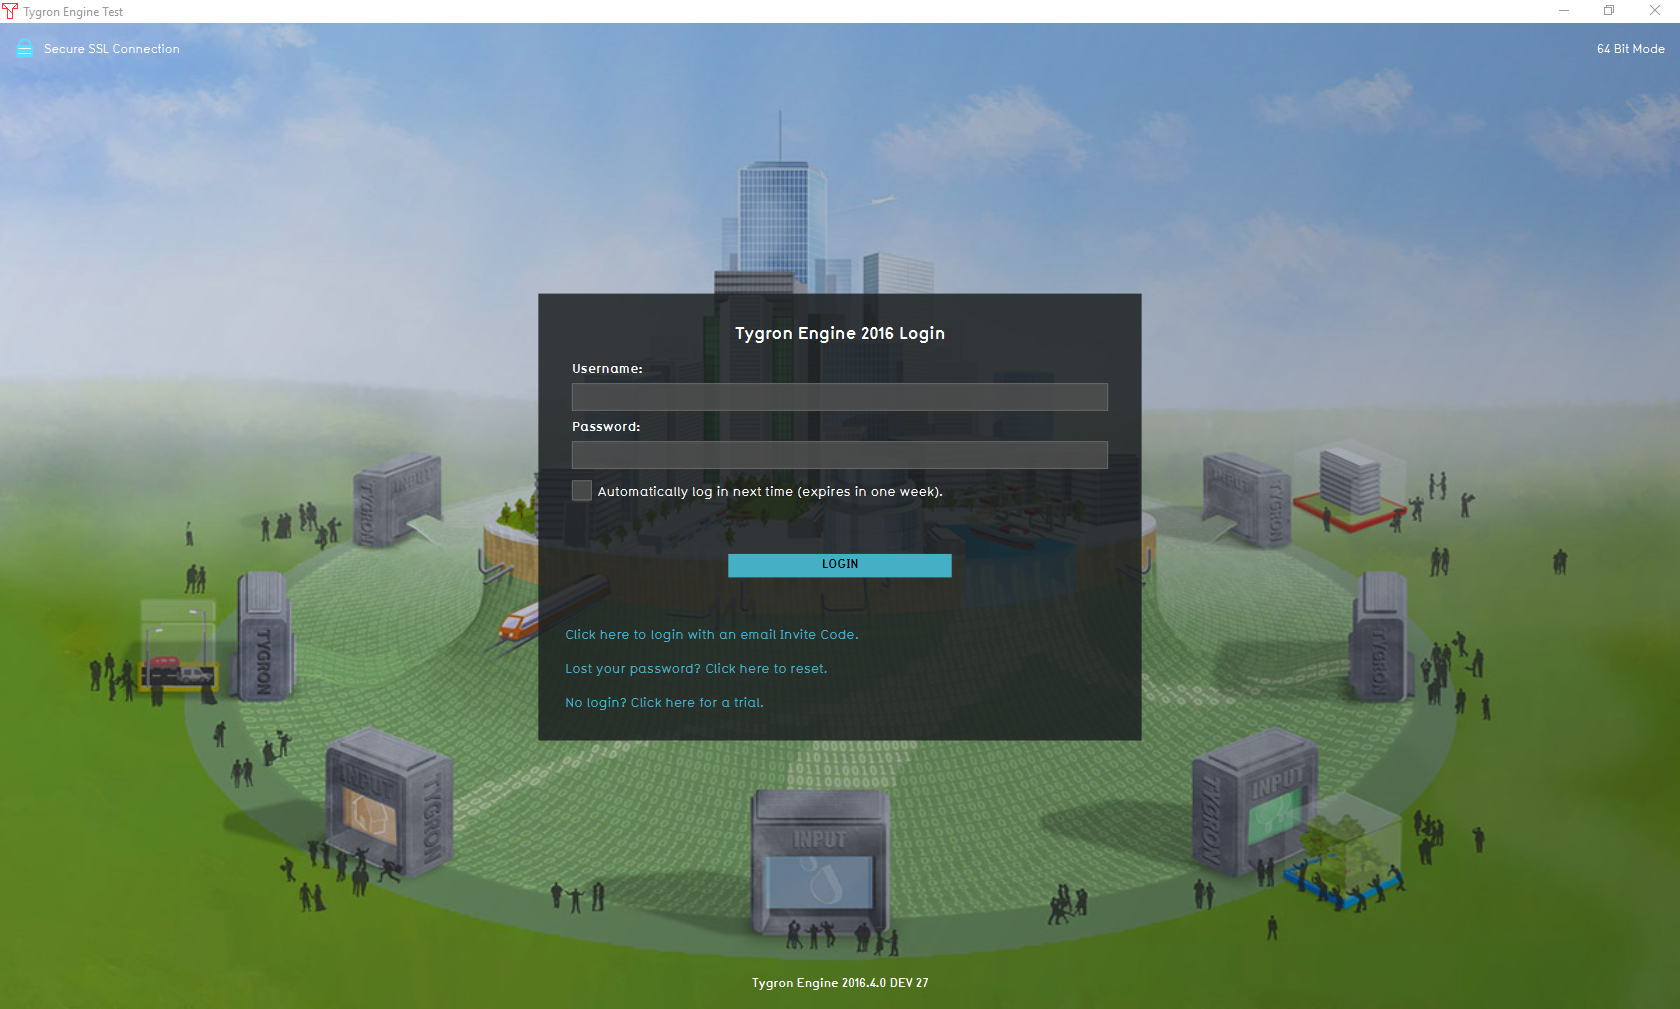 Tygron Engine Test
Secure SSL Connection
64 Bit Mode
Tygron Engine 2016 Login
Username:
Password:
Automatically log in next time (expires in one week).
LOGIN
Click here to login with an email Invite Code.
Lost your password? Click here to reset.
No login? Click here for a trial.
INPUT
TYGRON
INPUT
TYGRON
TYGRON
TYGRON
INPUT
TYGRON
INPUT
TYGRON
INPUT
Tygron Engine 2016.4.0 DEV 27